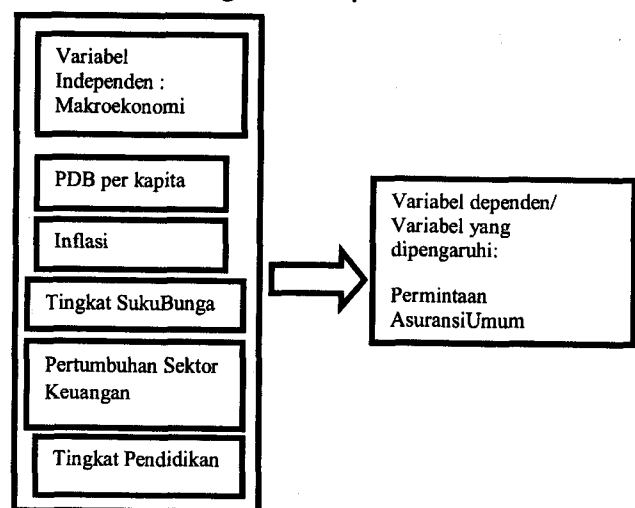 Variabel
Independen :
Makroekonomi
PDB per kapita
Inflasi
Tingkat SukuBunga
Pertumbuhan Sektor
Keuangan
Tingkat Pendidikan
Variabel dependen/
Variabel yang
dipengaruhi:
Permintaan
AsuransiUmum